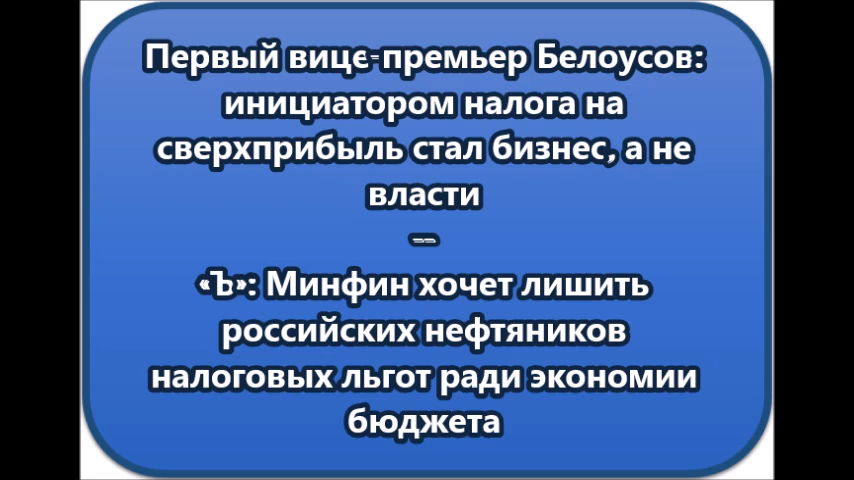 Первый вице-премьер Белоусов:
инициатором налога на
сверхприбыль стал бизнес, а не
власти
--
«Ъ»: Минфин хочет лишить
российских нефтяников
налоговых льгот ради экономии
бюджета